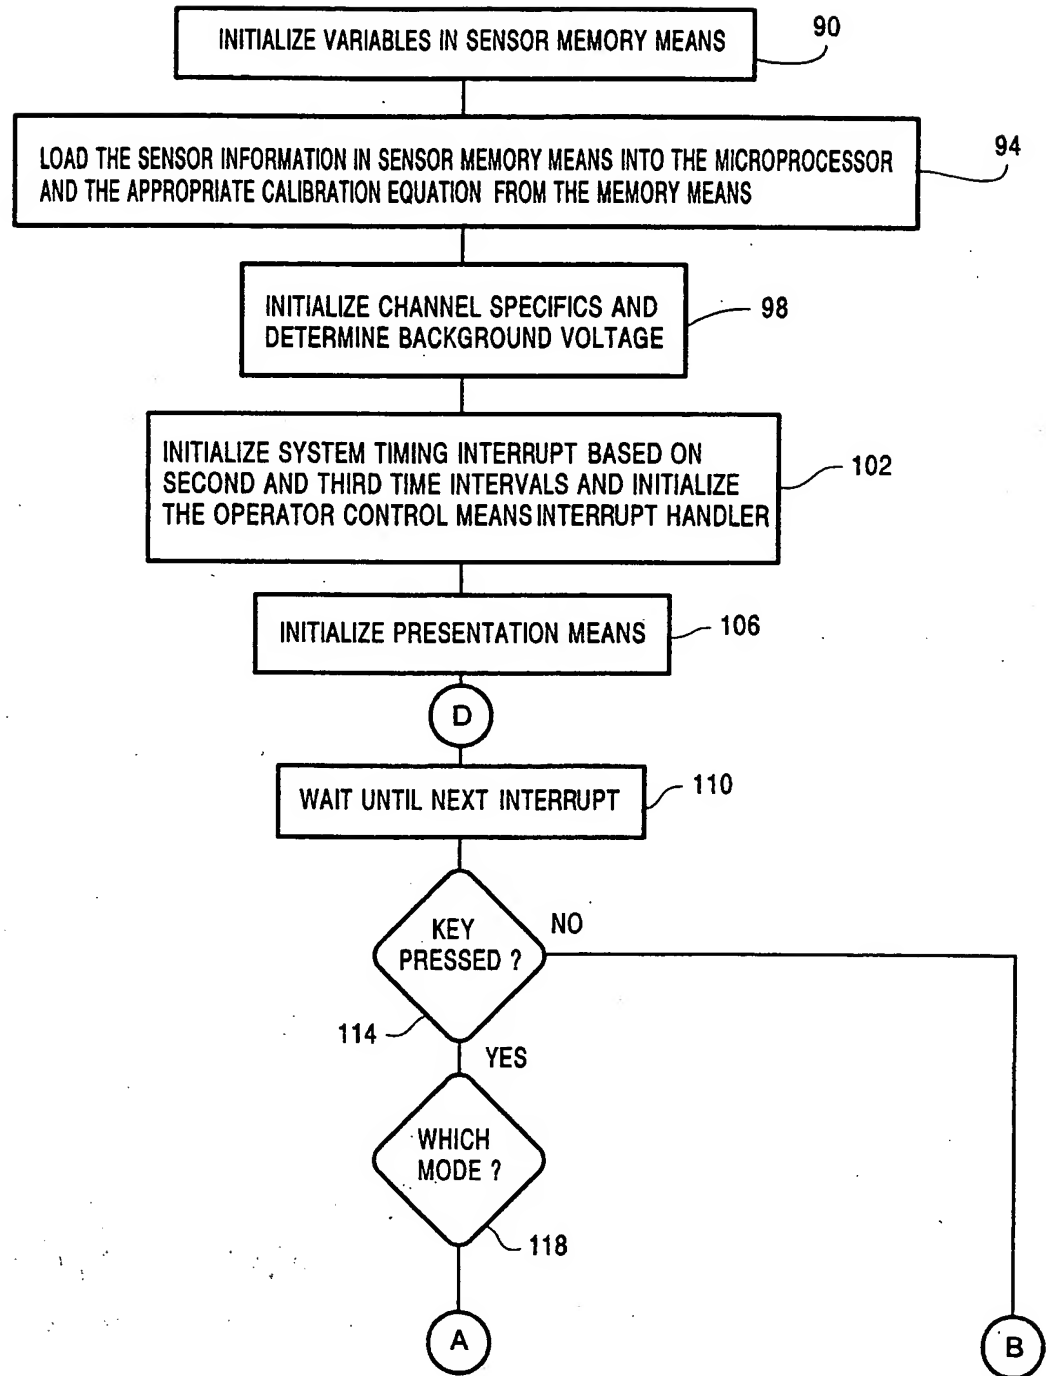 INITIALIZE VARIABLES IN SENSOR MEMORY MEANS
90
LOAD THE SENSOR INFORMATION IN SENSOR MEMORY MEANS INTO THE MICROPROCESSOR
AND THE APPROPRIATE CALIBRATION EQUATION FROM THE MEMORY MEANS
94
INITIALIZE CHANNEL SPECIFICS AND
DETERMINE BACKGROUND VOLTAGE
98
INITIALIZE SYSTEM TIMING INTERRUPT BASED ON
SECOND AND THIRD TIME INTERVALS AND INITIALIZE
THE OPERATOR CONTROL MEANS INTERRUPT HANDLER
102
INITIALIZE PRESENTATION MEANS
106
D
WAIT UNTIL NEXT INTERRUPT
110
KEY
PRESSED ?
NO
114
YES
WHICH
MODE ?
118
A
B